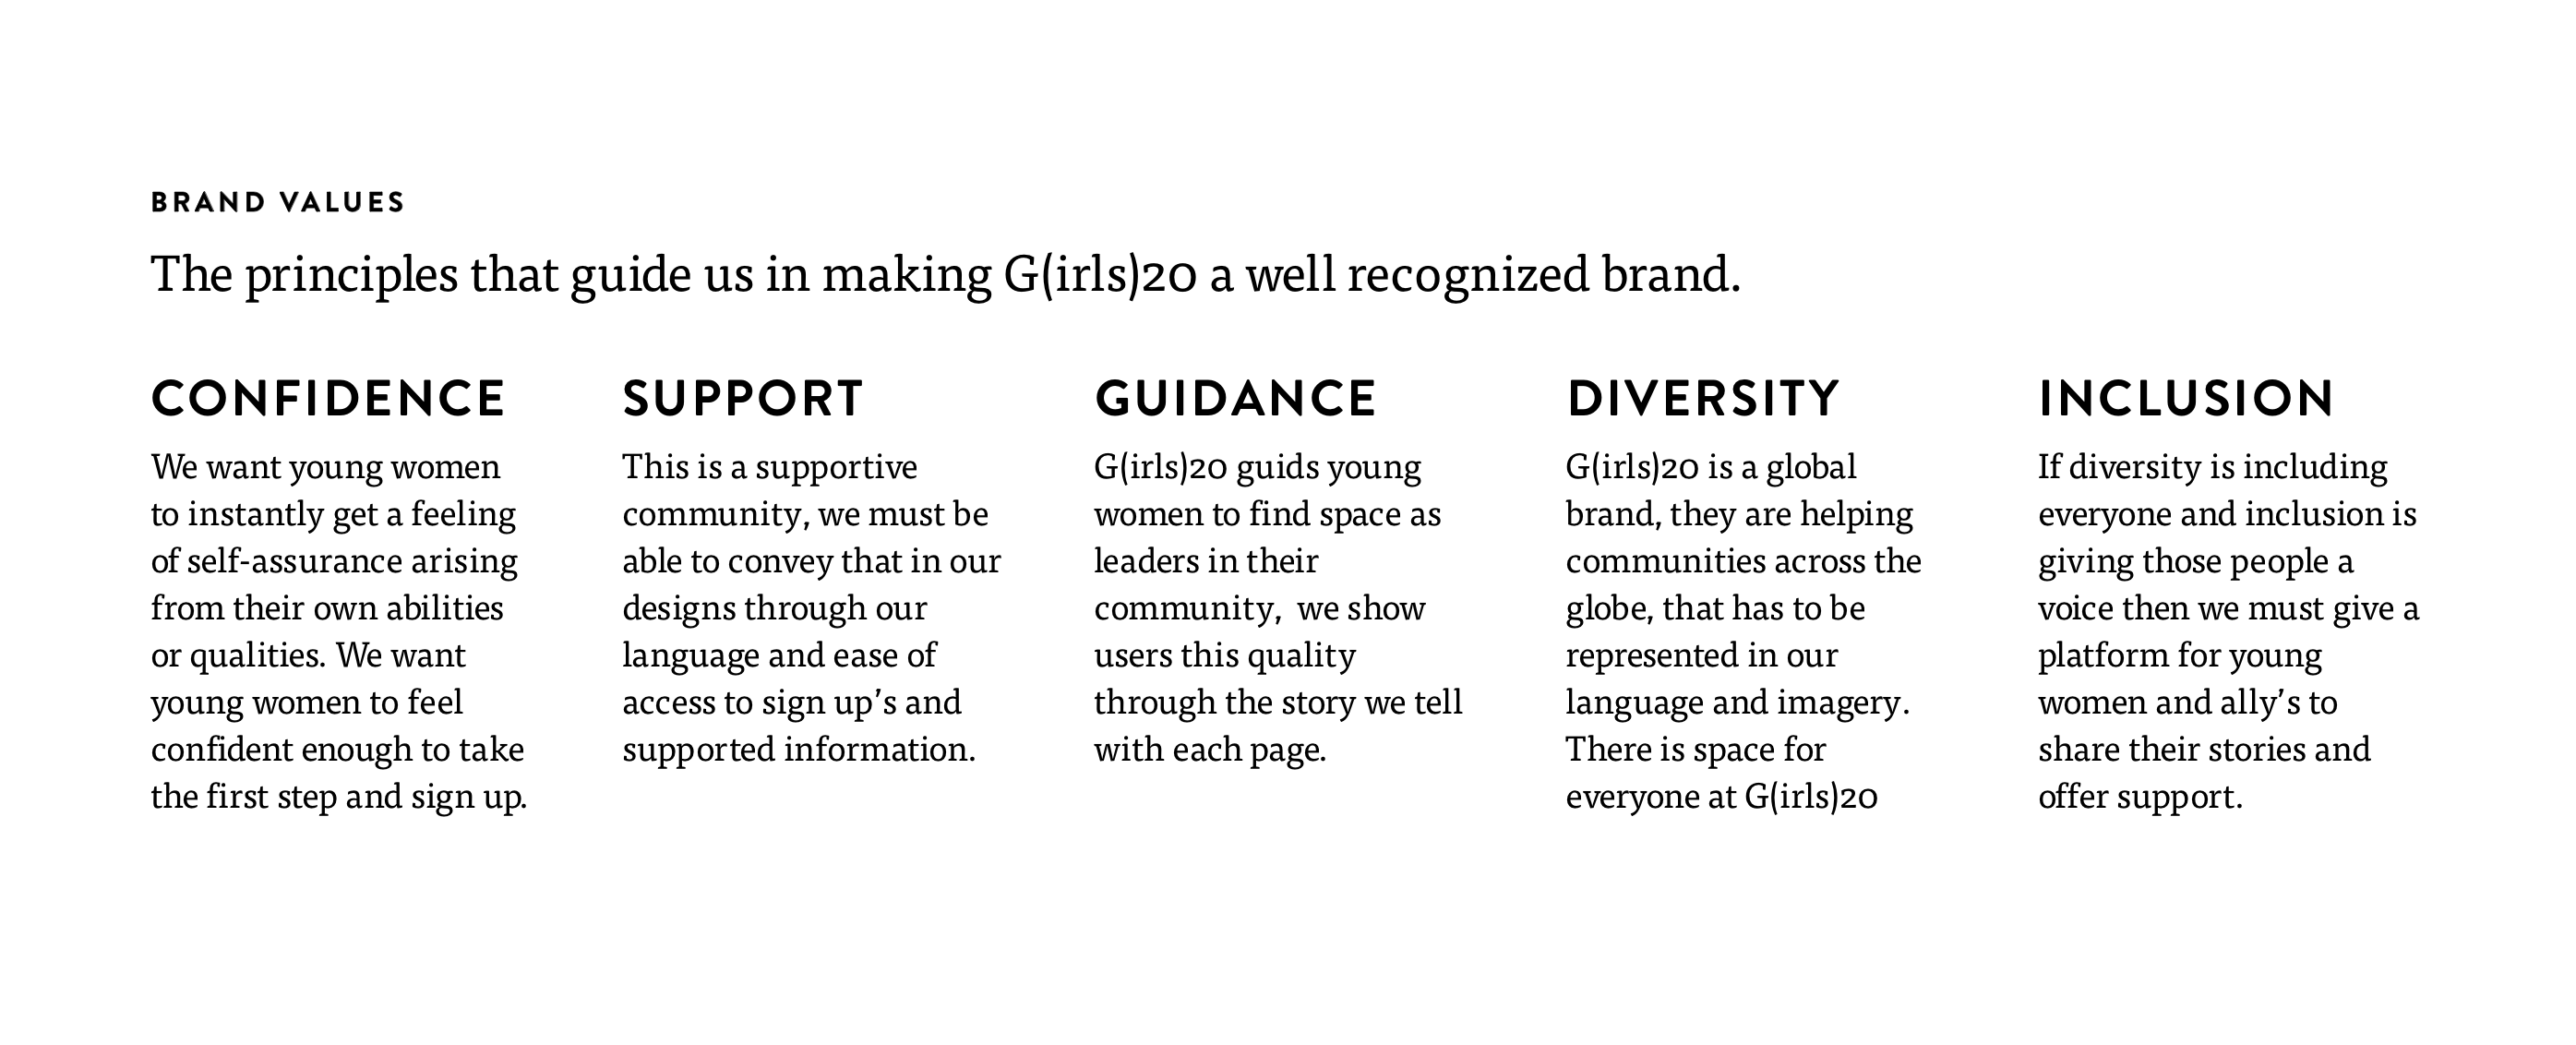 BRAND VALUES
The principles that guide us in making G(irls)20 a well recognized brand.
CONFIDENCE
We want young women
to instantly get a feeling
of self-assurance arising
from their own abilities
or qualities. We want
young women to feel
confident enough to take
the first step and sign up.
SUPPORT
This is a supportive
community, we must be
able to convey that in our
designs through our
language and ease of
access to sign up’s and
supported information.
GUIDANCE
G(irls)20 guids young
women to find space as
leaders in their
community,  we show
users this quality
through the story we tell
with each page.
DIVERSITY
G(irls)20 is a global
brand, they are helping
communities across the
globe, that has to be
represented in our
language and imagery.
There is space for
everyone at G(irls)20
INCLUSION
If diversity is including
everyone and inclusion is
giving those people a
voice then we must give a
platform for young
women and ally’s to
share their stories and
offer support.